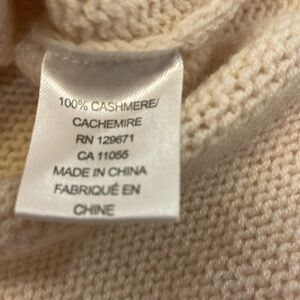 100% CASHMERE/
CACHEMIRE
RN 129671
CA 11055
MADE IN CHINA
FABRIQUÉ EN
CHINE